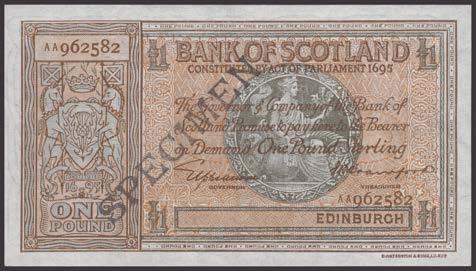 AA962582
£1
BANK OF SCOTLAND
£1
CONSTITUTED BY ACT OF PARLIAMENT 1695
The Governor & Company of the Bank of
Scotland Promise to pay here to the Bearer
on Demand One Pound Sterling
SPECIMEN
GOVERNOR
TREASURER
AA962582
ONE
POUND
£1
EDINBURGH
£1